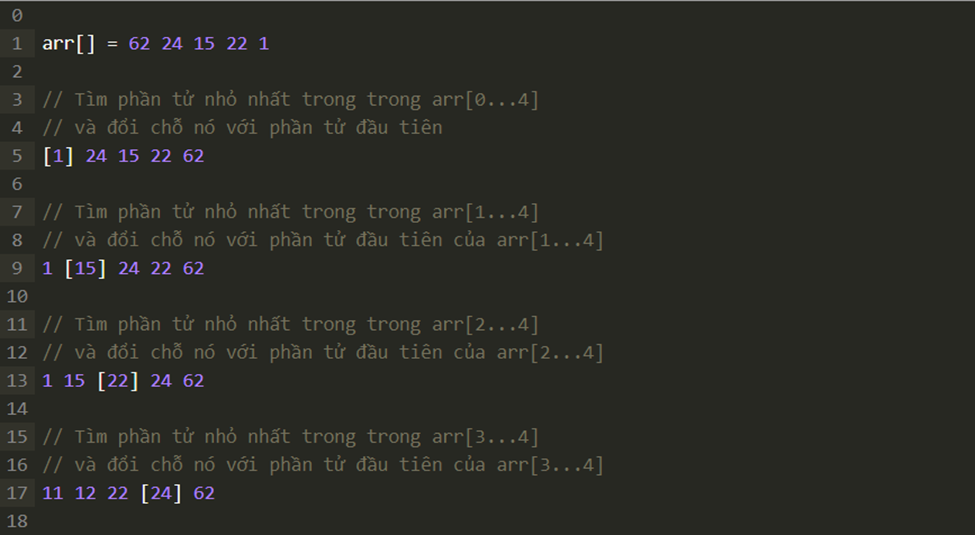 0
1 arr[] = 62 24 15 22 1
2
3 // Tìm phần tử nhỏ nhất trong trong arr[0...4]
4 // và đổi chỗ nó với phần tử đầu tiên
5 [1] 24 15 22 62
6
7 // Tìm phần tử nhỏ nhất trong trong arr[1...4]
8 // và đổi chỗ nó với phần tử đầu tiên của arr[1...4]
9 1 [15] 24 22 62
10
11 // Tìm phần tử nhỏ nhất trong trong arr[2...4]
12 // và đổi chỗ nó với phần tử đầu tiên của arr[2...4]
13 1 15 [22] 24 62
14
15 // Tìm phần tử nhỏ nhất trong trong arr[3...4]
16 // và đổi chỗ nó với phần tử đầu tiên của arr[3...4]
17 11 12 22 [24] 62
18